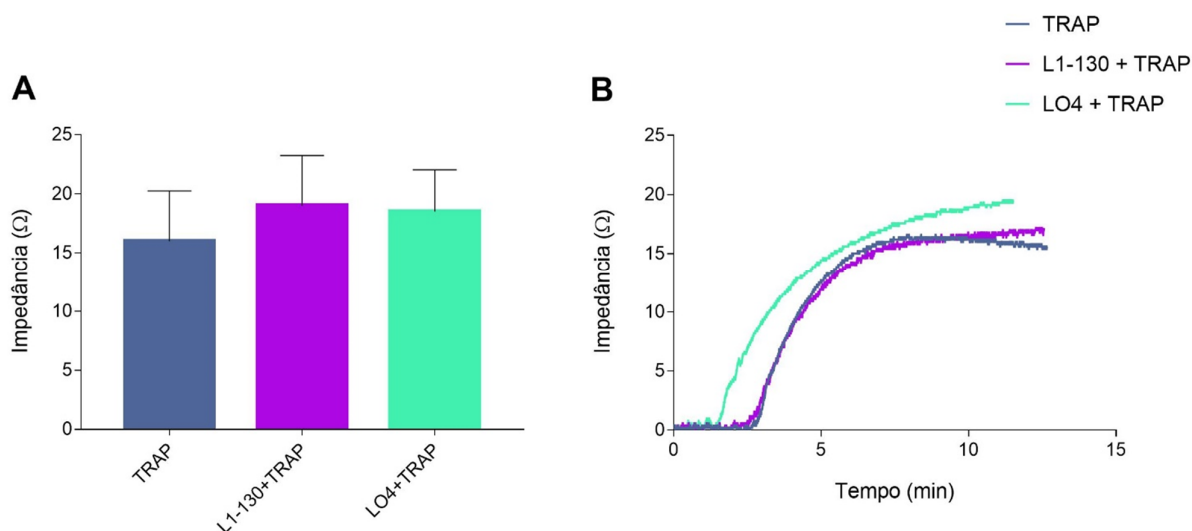 A
Impedância (Ω)
25
20
15
10
5
0
TRAP
L1-130+TRAP
LO4+TRAP
B
TRAP
L1-130 + TRAP
LO4 + TRAP
Impedância (Ω)
25
20
15
10
5
0
0 5 10 15
Tempo (min)